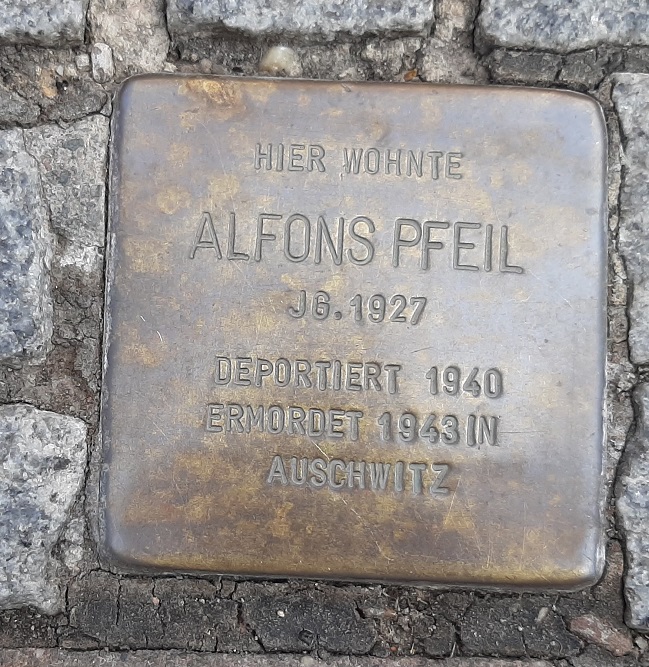 HIER WOHNTE
ALFONS PFEIL
JG. 1927
DEPORTIERT 1940
ERMORDET 1943 IN
AUSCHWITZ